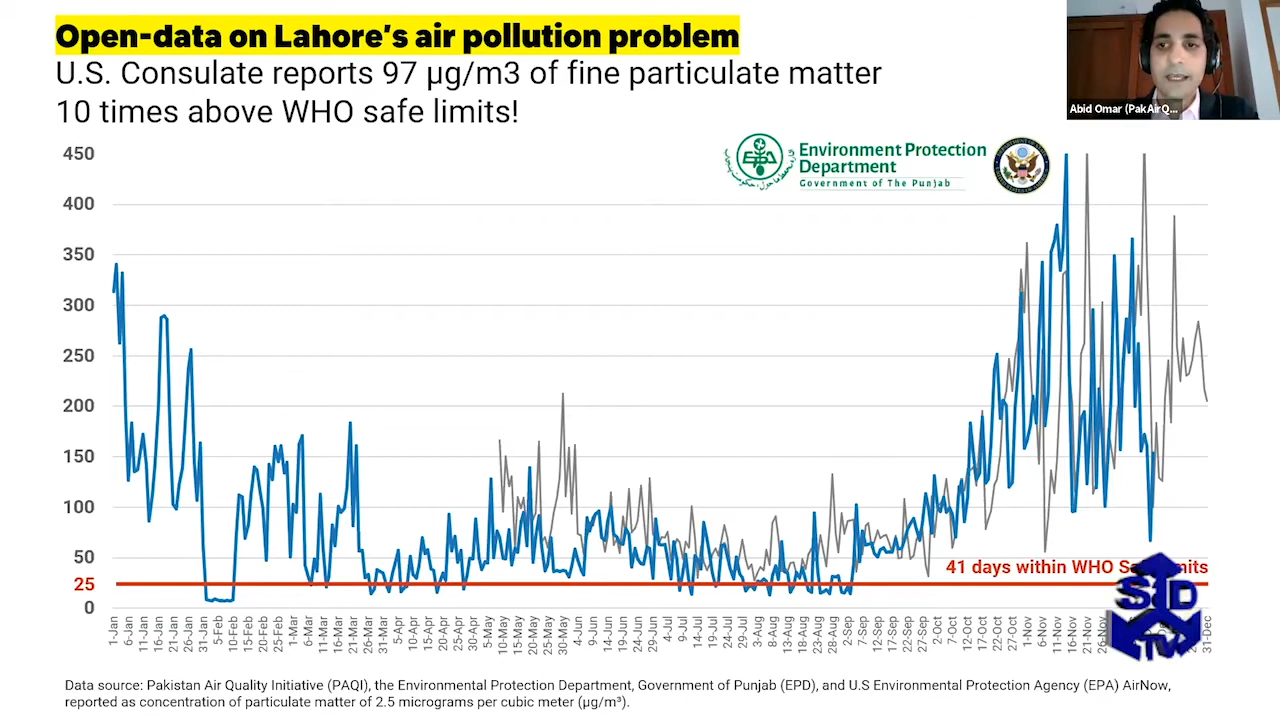 Open-data on Lahore's air pollution problem
U.S. Consulate reports 97 µg/m3 of fine particulate matter
10 times above WHO safe limits!
Abid Omar (PakAirQ...
Environment Protection
Department
Government of The Punjab
EPA
450
400
350
300
250
200
150
100
50
25
0
41 days within WHO S mits
1-Jan
6-Jan
11-Jan
16-Jan
21-Jan
26-Jan
31-Jan
5-Feb
10-Feb
15-Feb
20-Feb
25-Feb
1-Mar
6-Mar
11-Mar
16-Mar
21-Mar
26-Mar
31-Mar
5-Apr
10-Apr
15-Apr
20-Apr
25-Apr
30-Apr
5-May
10-May
15-May
20-May
25-May
30-May
4-Jun
9-Jun
14-Jun
19-Jun
24-Jun
29-Jun
4-Jul
9-Jul
14-Jul
19-Jul
24-Jul
29-Jul
3-Aug
8-Aug
13-Aug
18-Aug
23-Aug
28-Aug
2-Sep
7-Sep
12-Sep
17-Sep
22-Sep
27-Sep
2-Oct
7-Oct
12-Oct
17-Oct
22-Oct
27-Oct
1-Nov
6-Nov
11-Nov
16-Nov
21-Nov
26-Nov
31-Dec
SDTV
Data source: Pakistan Air Quality Initiative (PAQI), the Environmental Protection Department, Government of Punjab (EPD), and U.S Environmental Protection Agency (EPA) AirNow,
reported as concentration of particulate matter of 2.5 micrograms per cubic meter (µg/m³).